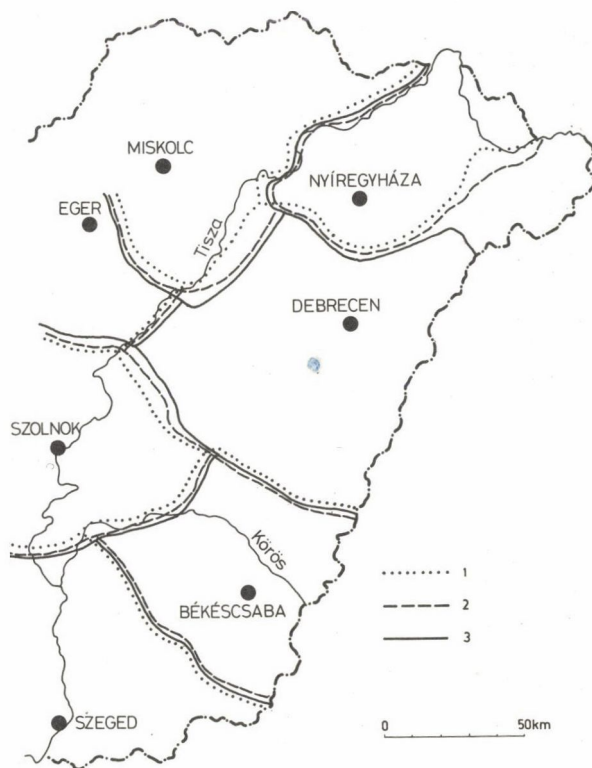 MISKOLC
NYÍREGYHÁZA
EGER
Tisza
DEBRECEN
SZOLNOK
Körös
1
2
BÉKÉSCSABA
3
SZEGED
0 50km